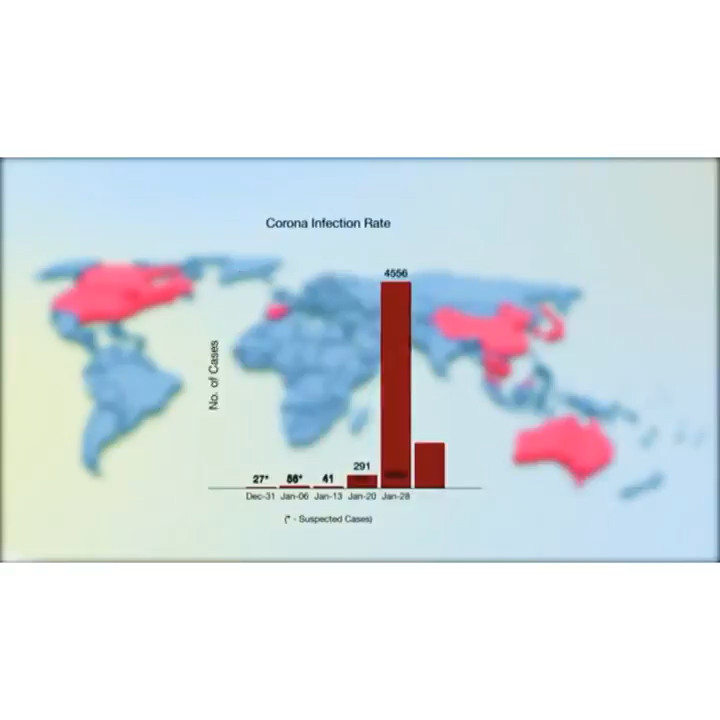 Corona Infection Rate
4556
No. of Cases
291
27* 41
Dec-31 Jan-06 Jan-13 Jan-20 Jan-28
(* - Suspected Cases)